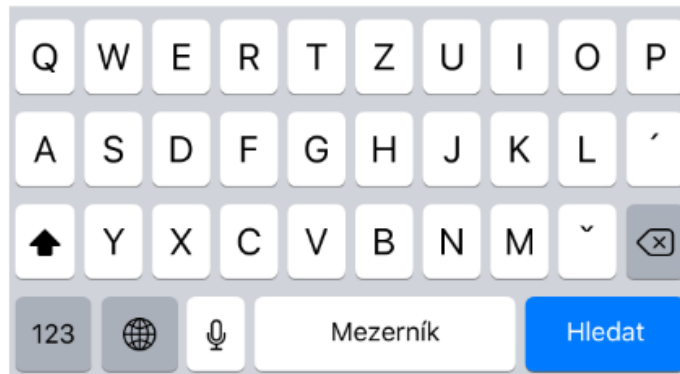 Q W E R T Z U I O P
A S D F G H J K L ´
Y X C V B N M ˇ
123 Mezerník Hledat